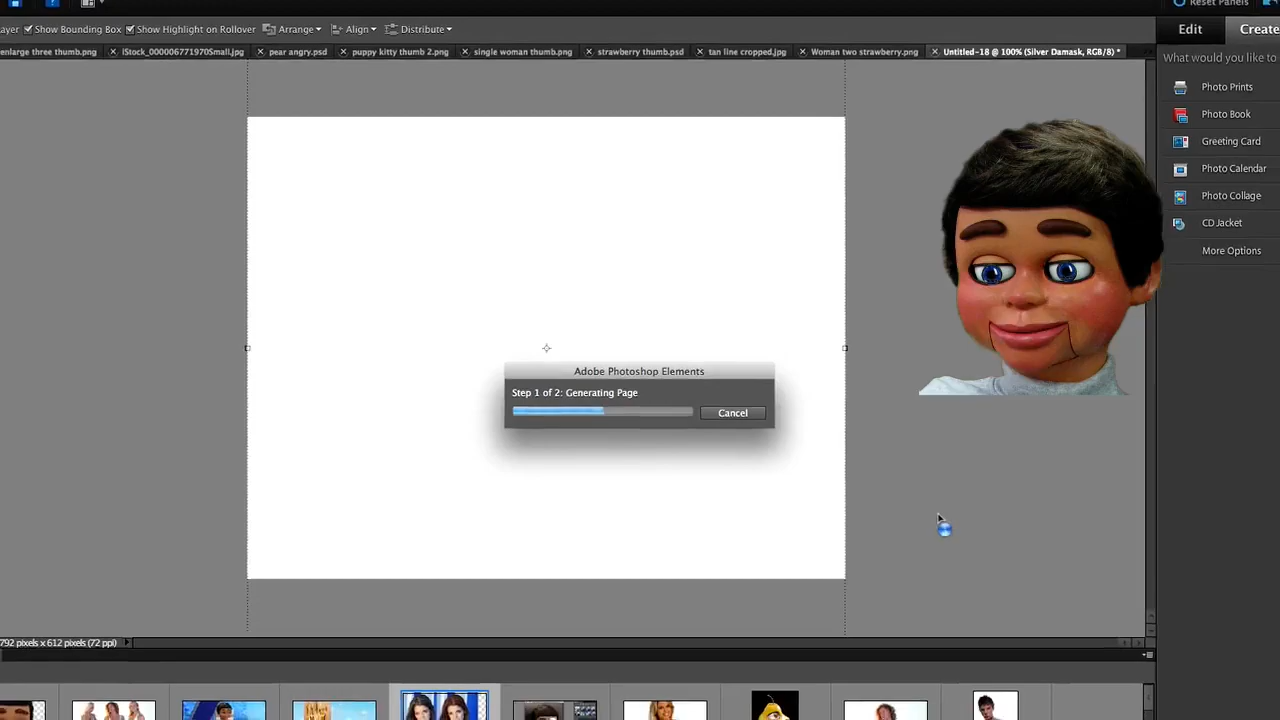 Reset Panels
ayer Show Bounding Box Show Highlight on Rollover Arrange Align Distribute
Edit Create
enlarge three thumb.png iStock_000006771970Small.jpg pear angry.psd puppy kitty thumb 2.png single woman thumb.png strawberry thumb.psd tan line cropped.jpg Woman two strawberry.png Untitled-18 @ 100% (Silver Damask, RGB/8) *
What would you like to
Photo Prints
Photo Book
Greeting Card
Photo Calendar
Photo Collage
CD Jacket
More Options
Adobe Photoshop Elements
Step 1 of 2: Generating Page
Cancel
792 pixels x 612 pixels (72 ppi)